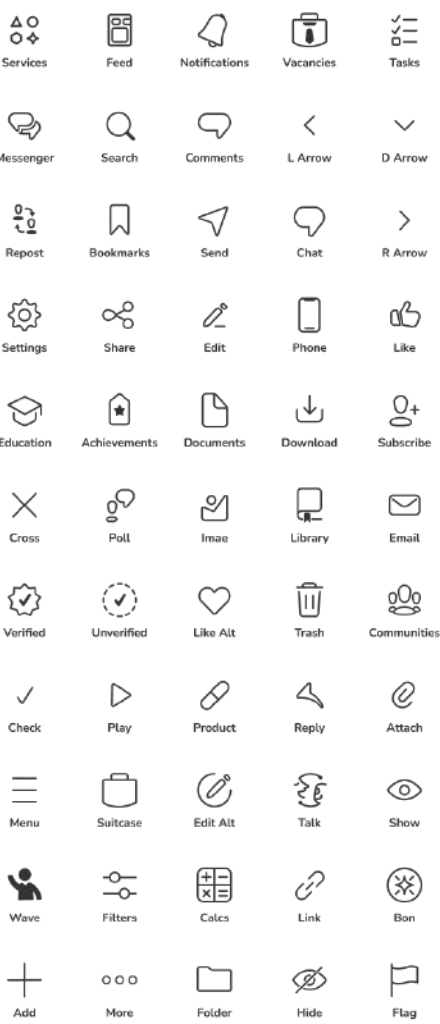 Services Feed Notifications Vacancies Tasks
Messenger Search Comments L Arrow D Arrow
Repost Bookmarks Send Chat R Arrow
Settings Share Edit Phone Like
Education Achievements Documents Download Subscribe
Cross Poll Imae Library Email
Verified Unverified Like Alt Trash Communities
Check Play Product Reply Attach
Menu Suitcase Edit Alt Talk Show
Wave Filters Calcs Link Bon
Add More Folder Hide Flag